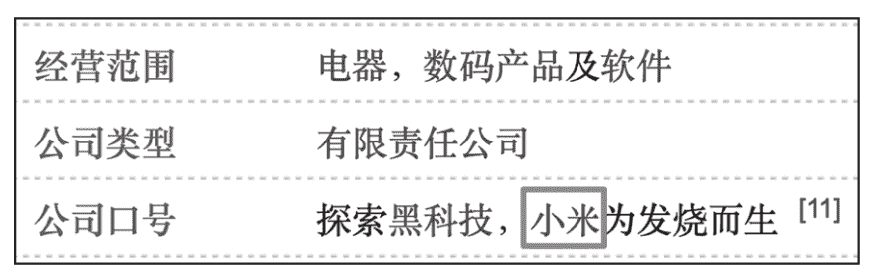 经营范围 电器，数码产品及软件
公司类型 有限责任公司
公司口号 探索黑科技，小米为发烧而生 [11]